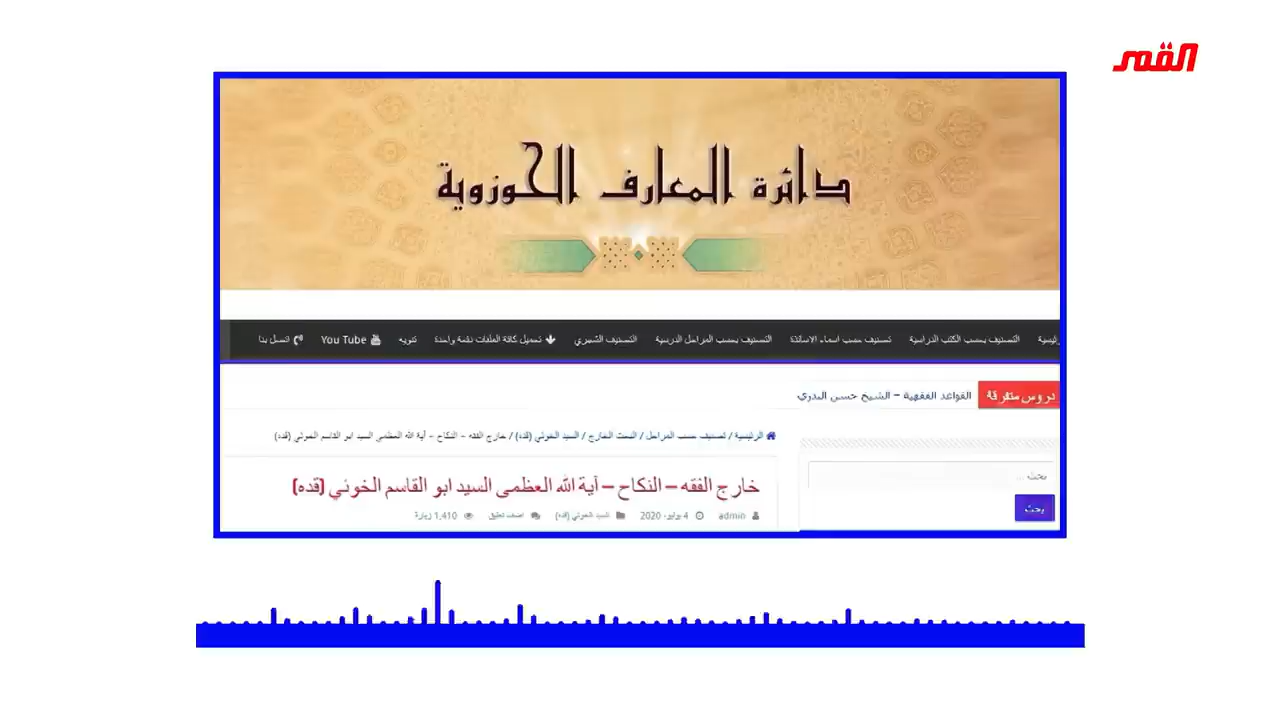 القمر
دائرة المعارف الحوزوية
التصنيف بحسب الكتب الدراسية تصنيف حسب اسماء الاساتذة التصنيف بحسب المراحل الدرسية التصنيف الشجري تحميل كافة الملفات دفعة واحدة تنويه You Tube اتصل بنا
دروس متفرقة القواعد الفقهية – الشيخ حسن البدري
الرئيسية / تصنيف حسب المراحل / البحث الخارج / السيد الخوئي (قده) / خارج الفقه – النكاح – آية الله العظمى السيد ابو القاسم الخوئي (قده)
بحث ...
خارج الفقه – النكاح – آية الله العظمى السيد ابو القاسم الخوئي (قده)
بحث
admin 4 يوليو، 2020 السيد الخوئي (قده) اضف تعليق 1,410 زيارة